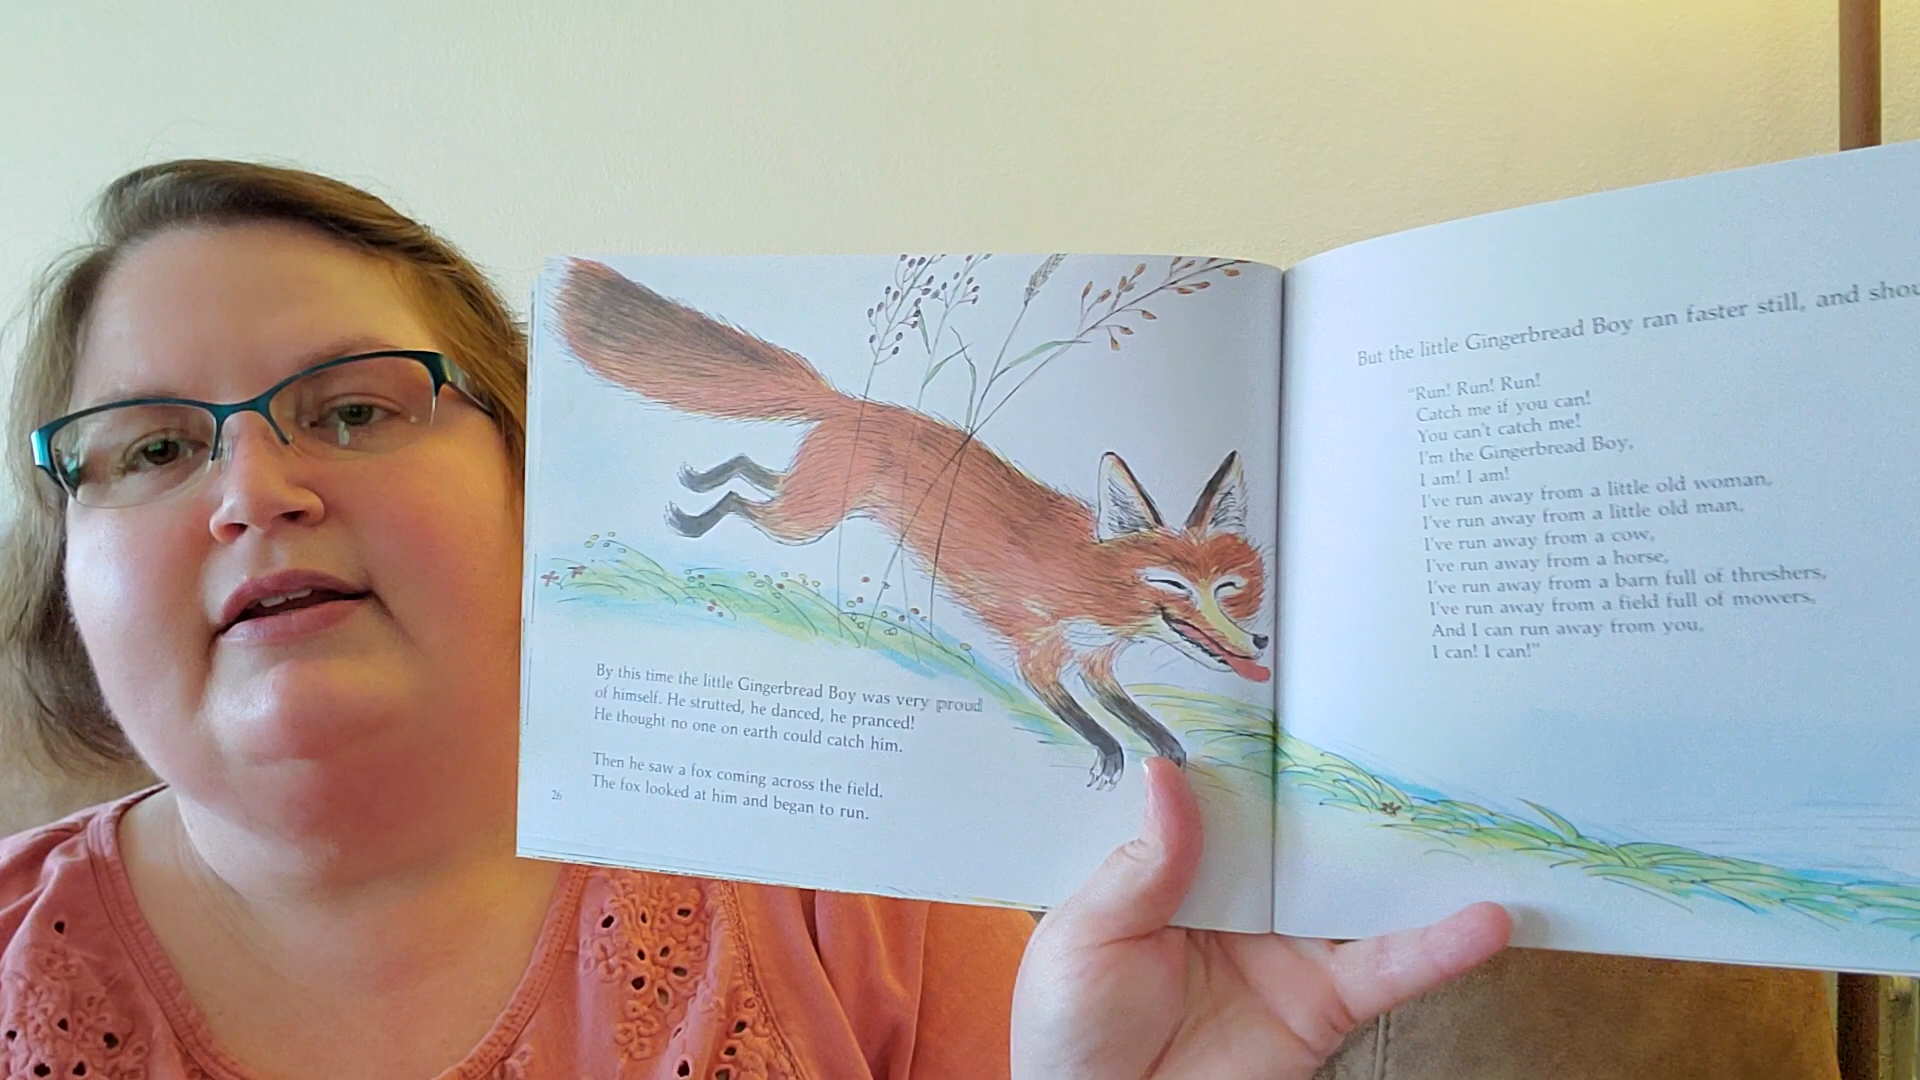 By this time the little Gingerbread Boy was very proud
of himself. He strutted, he danced, he pranced!
He thought no one on earth could catch him.
Then he saw a fox coming across the field.
The fox looked at him and began to run.
26
But the little Gingerbread Boy ran faster still, and shou
"Run! Run! Run!
Catch me if you can!
You can't catch me!
I'm the Gingerbread Boy,
I am! I am!
I've run away from a little old woman,
I've run away from a little old man,
I've run away from a cow,
I've run away from a horse,
I've run away from a barn full of threshers,
I've run away from a field full of mowers,
And I can run away from you,
I can! I can!"